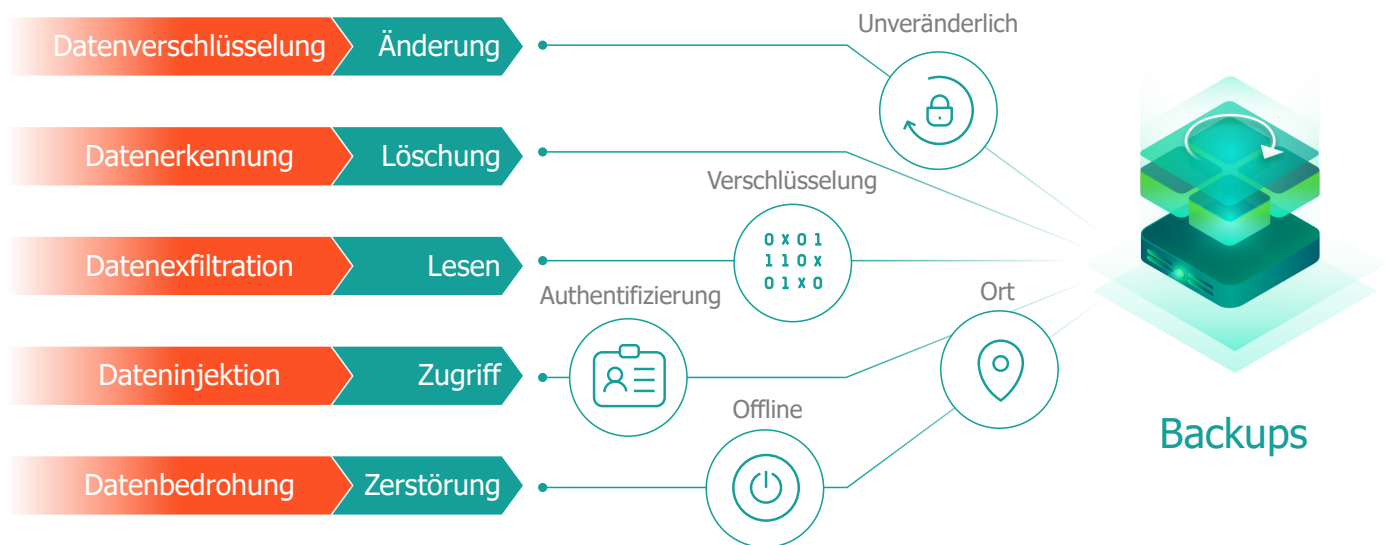 Unveränderlich
Datenverschlüsselung Änderung
Datenerkennung Löschung
Verschlüsselung
0 x 0 1
1 1 0 x
0 1 x 0
Datenexfiltration Lesen
Authentifizierung
Ort
Dateninjektion Zugriff
Offline
Backups
Datenbedrohung Zerstörung